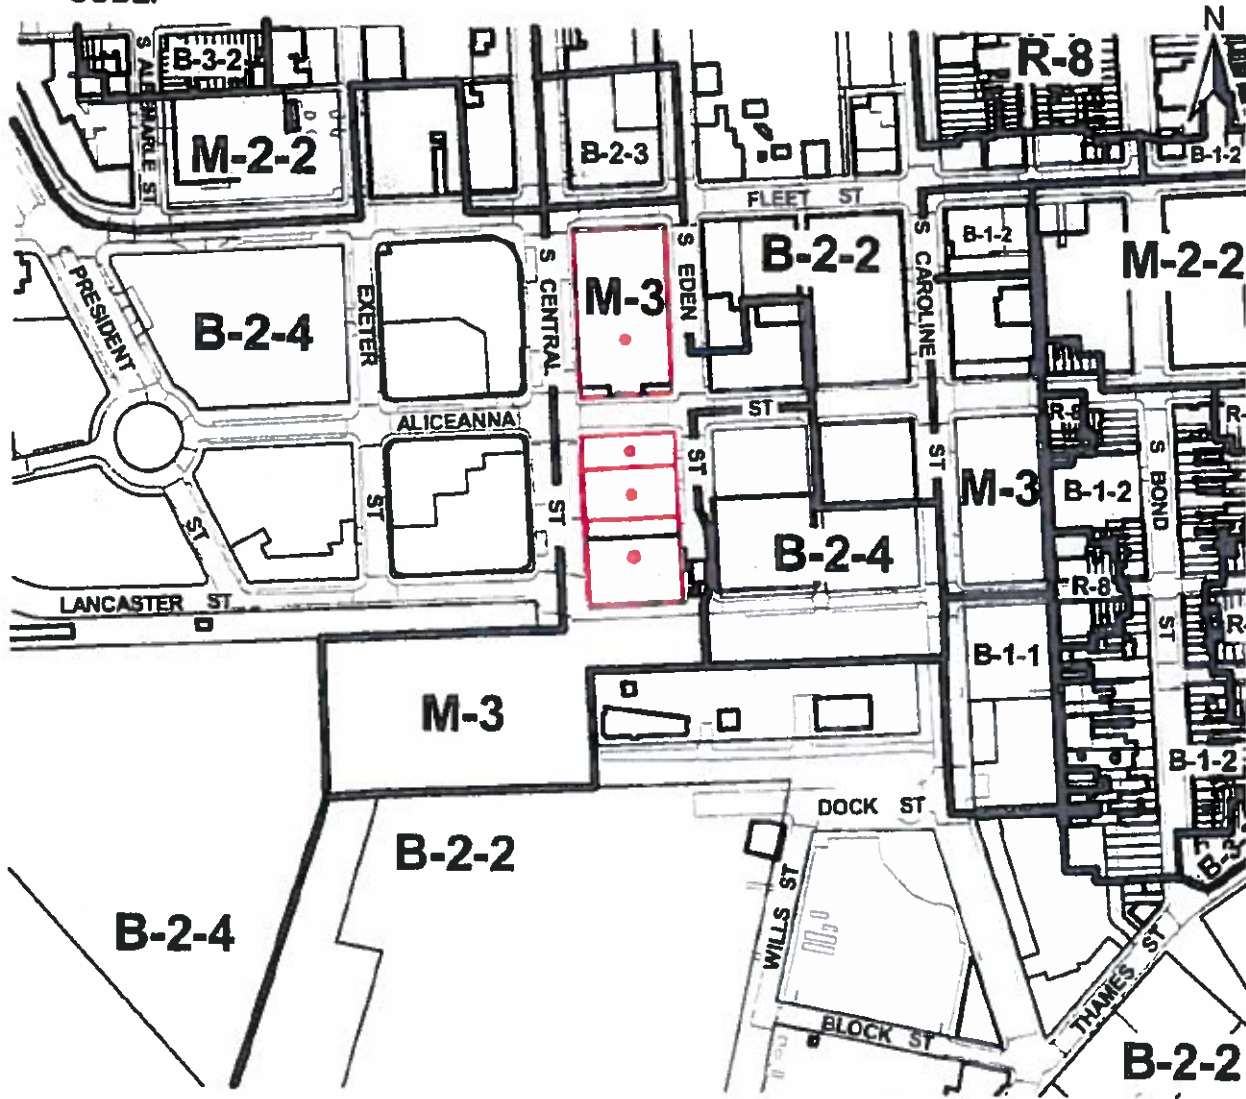 N
B-3-2
R-8
S ALBEMARLE ST
M-2-2
B-2-3
B-1-2
FLEET ST
S CENTRAL ST
S EDEN ST
B-2-2
S CAROLINE ST
B-1-2
M-2-2
PRESIDENT ST
EXETER ST
B-2-4
M-3
ALICEANNA ST
R-8
S BOND ST
M-3
B-1-2
B-2-4
R-8
LANCASTER ST
B-1-1
M-3
B-1-2
DOCK ST
B-2-2
B-2-4
WILLS ST
THAMES ST
BLOCK ST
B-2-2